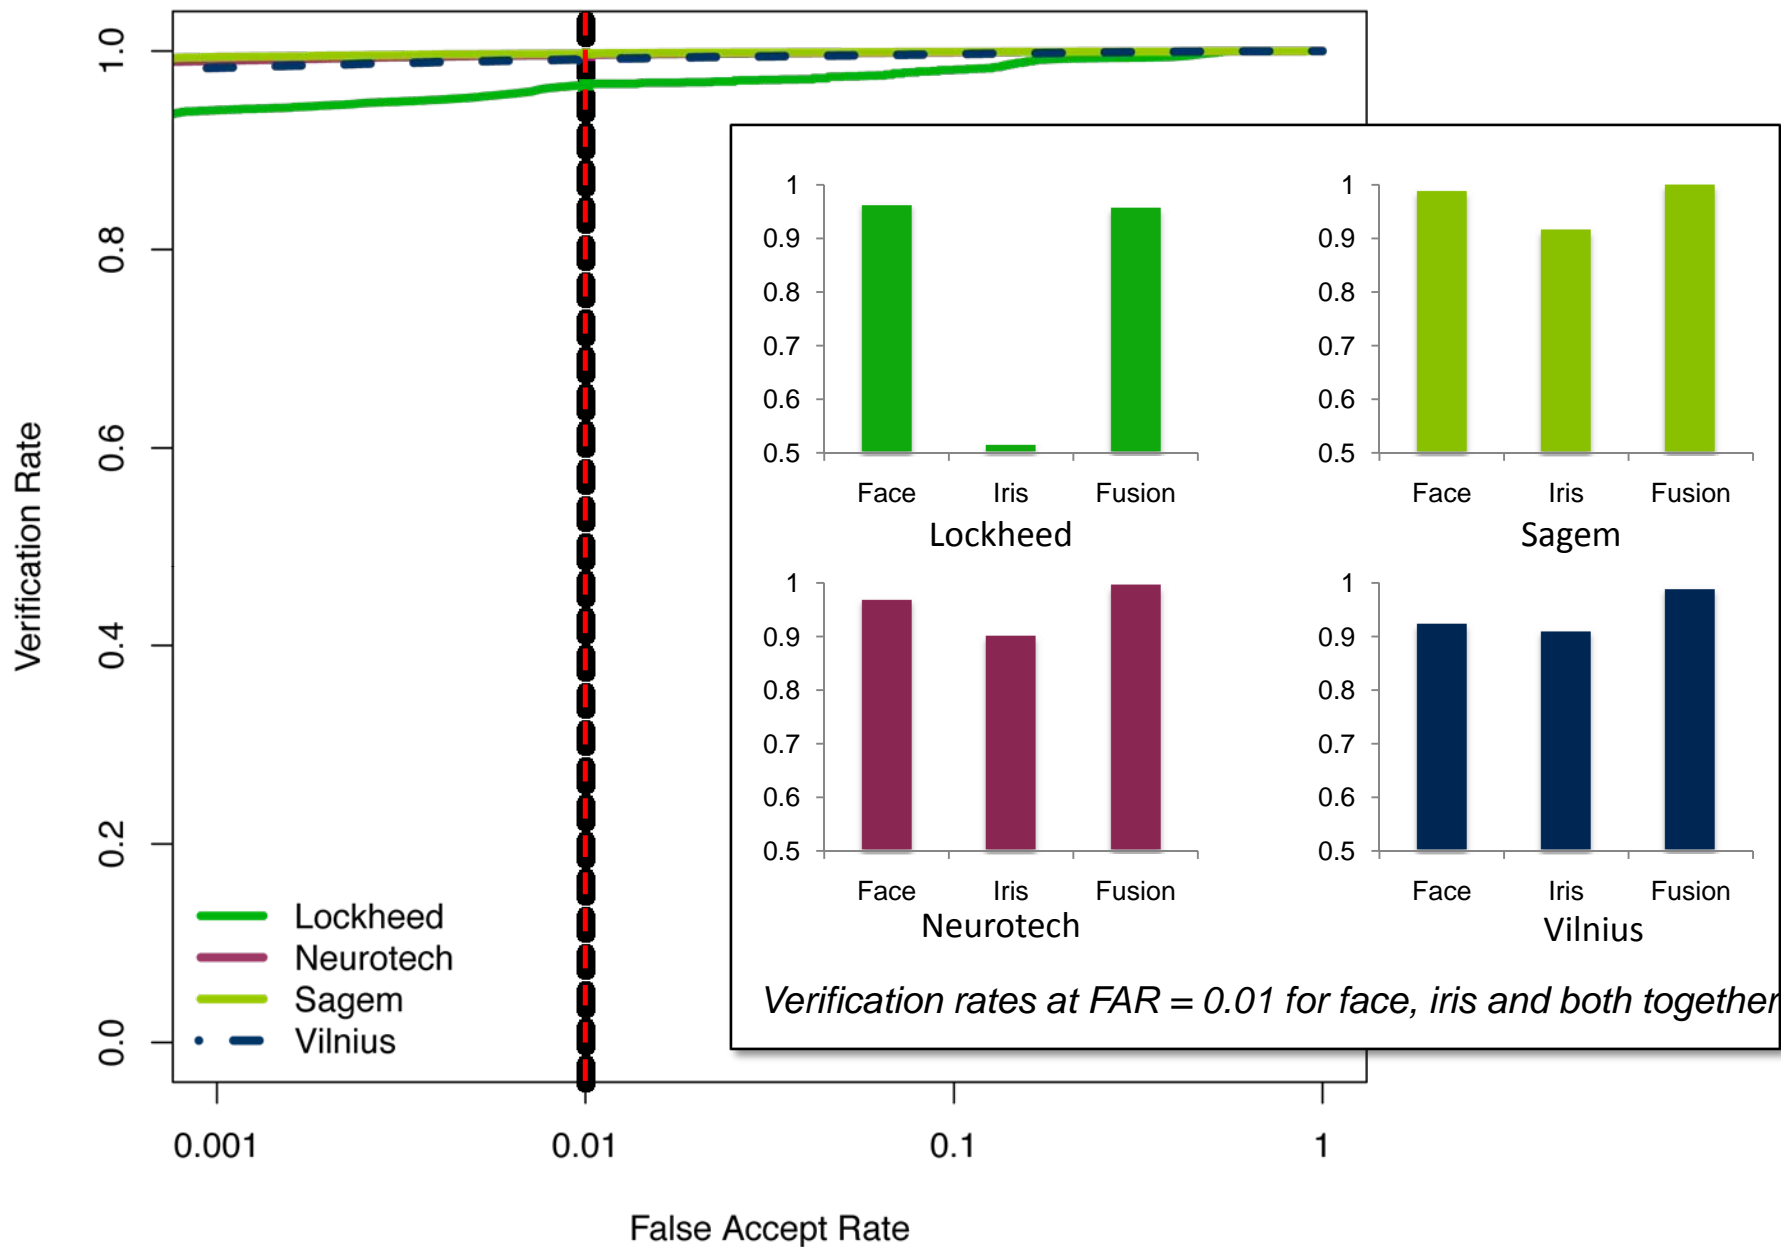 Verification Rate
1.0
0.8
0.6
0.4
0.2
0.0
Lockheed
Neurotech
Sagem
Vilnius
0.001 0.01 0.1 1
False Accept Rate
1
0.9
0.8
0.7
0.6
0.5
Face Iris Fusion
Lockheed
1
0.9
0.8
0.7
0.6
0.5
Face Iris Fusion
Sagem
1
0.9
0.8
0.7
0.6
0.5
Face Iris Fusion
Neurotech
1
0.9
0.8
0.7
0.6
0.5
Face Iris Fusion
Vilnius
Verification rates at FAR = 0.01 for face, iris and both together